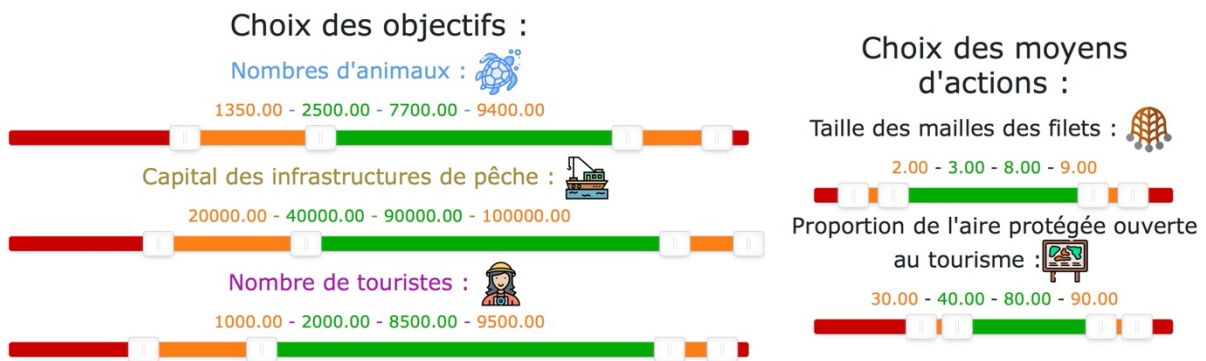 Choix des objectifs :
Nombres d'animaux :
1350.00 - 2500.00 - 7700.00 - 9400.00
Capital des infrastructures de pêche :
20000.00 - 40000.00 - 90000.00 - 100000.00
Nombre de touristes :
1000.00 - 2000.00 - 8500.00 - 9500.00
Choix des moyens
d'actions :
Taille des mailles des filets :
2.00 - 3.00 - 8.00 - 9.00
Proportion de l'aire protégée ouverte
au tourisme :
30.00 - 40.00 - 80.00 - 90.00